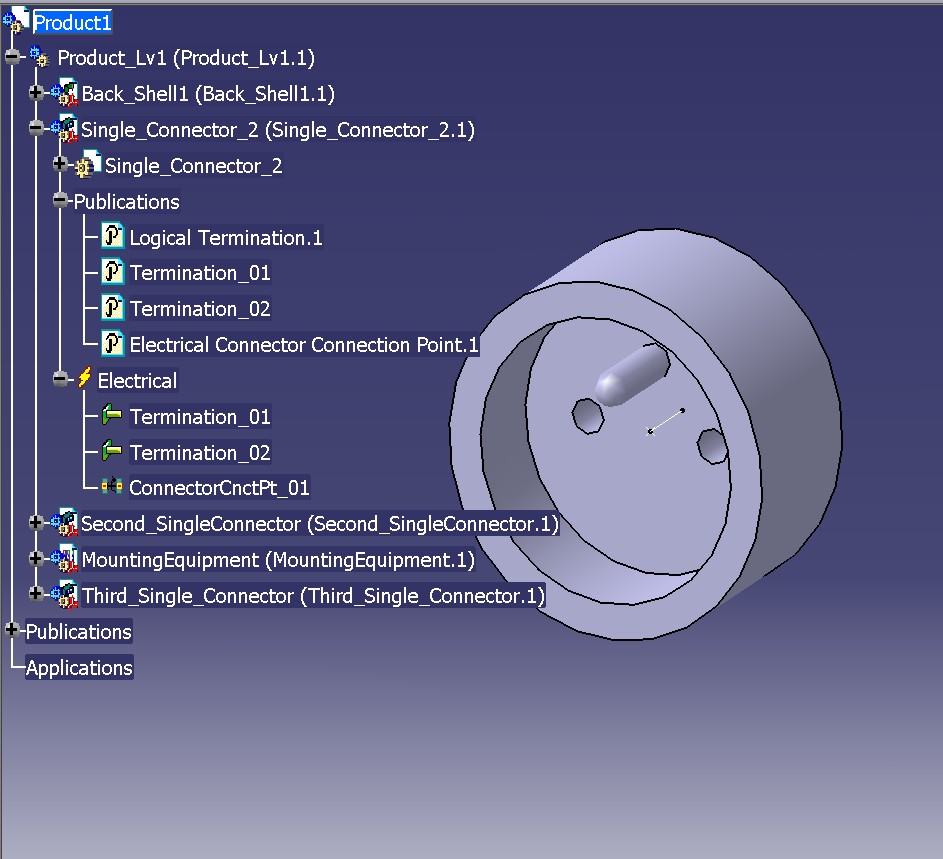 Product1
Product_Lv1 (Product_Lv1.1)
Back_Shell1 (Back_Shell1.1)
Single_Connector_2 (Single_Connector_2.1)
Single_Connector_2
Publications
Logical Termination.1
Termination_01
Termination_02
Electrical Connector Connection Point.1
Electrical
Termination_01
Termination_02
ConnectorCnctPt_01
Second_SingleConnector (Second_SingleConnector.1)
MountingEquipment (MountingEquipment.1)
Third_Single_Connector (Third_Single_Connector.1)
Publications
Applications